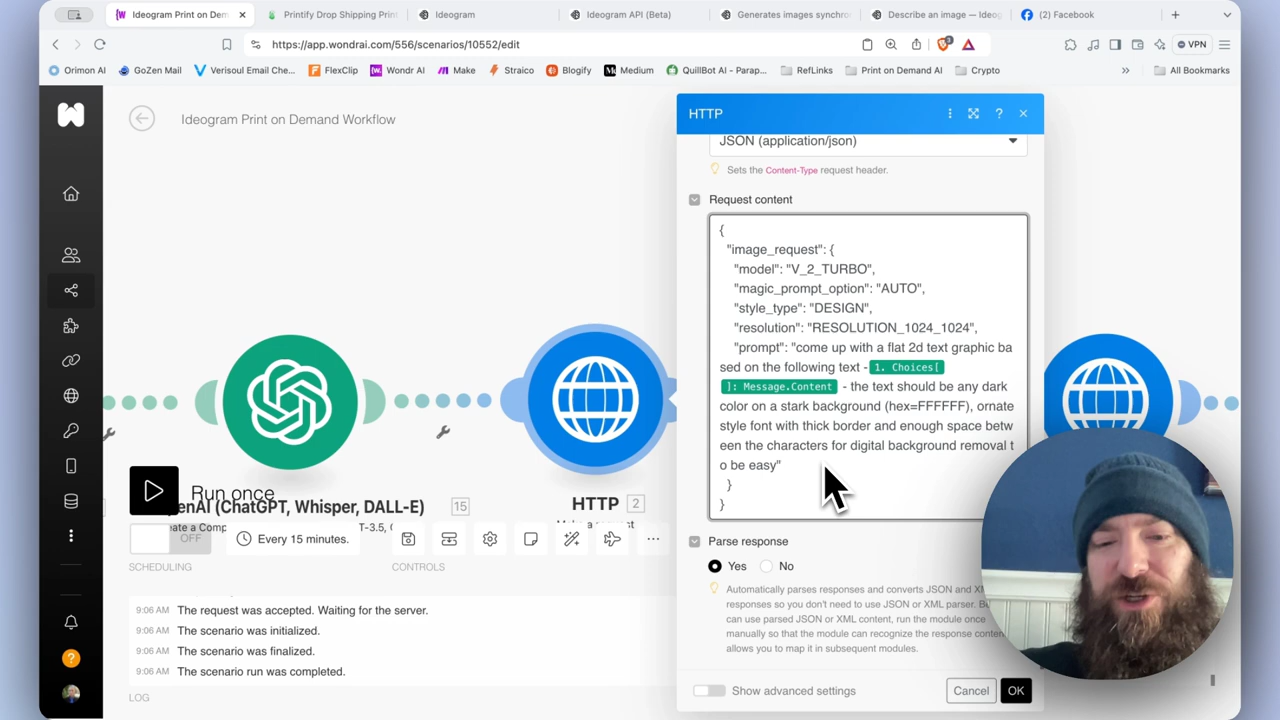 Ideogram Print on Dem
Printify Drop Shipping Print
Ideogram
Ideogram API (Beta)
Generates images synchro
Describe an image — Ideog
(2) Facebook
https://app.wondrai.com/556/scenarios/10552/edit
VPN
Orimon AI
GoZen Mail
Verisoul Email Che...
FlexClip
Wondr AI
Make
Straico
Blogify
Medium
QuillBot AI - Parap...
RefLinks
Print on Demand AI
Crypto
All Bookmarks
Ideogram Print on Demand Workflow
HTTP
JSON (application/json)
Sets the Content-Type request header.
Request content
{
"image_request": {
"model": "V_2_TURBO",
"magic_prompt_option": "AUTO",
"style_type": "DESIGN",
"resolution": "RESOLUTION_1024_1024",
"prompt": "come up with a flat 2d text graphic ba
sed on the following text - 1. Choices[
]: Message.Content - the text should be any dark
color on a stark background (hex=FFFFFF), ornate
style font with thick border and enough space betw
een the characters for digital background removal t
o be easy"
}
}
Parse response
Yes No
Automatically parses responses and converts JSON and XM
responses so you don't need to use JSON or XML parser. Be
can use parsed JSON or XML content, run the module once
manually so that the module can recognize the response conten
allows you to map it in subsequent modules.
Show advanced settings
Cancel
OK
Run once
enAI (ChatGPT, Whisper, DALL-E) 15
eate a Comp
T-3.5, (
HTTP 2
OFF
Every 15 minutes.
SCHEDULING
CONTROLS
9:06 AM The request was accepted. Waiting for the server.
9:06 AM The scenario was initialized.
9:06 AM The scenario was finalized.
9:06 AM The scenario run was completed.
LOG